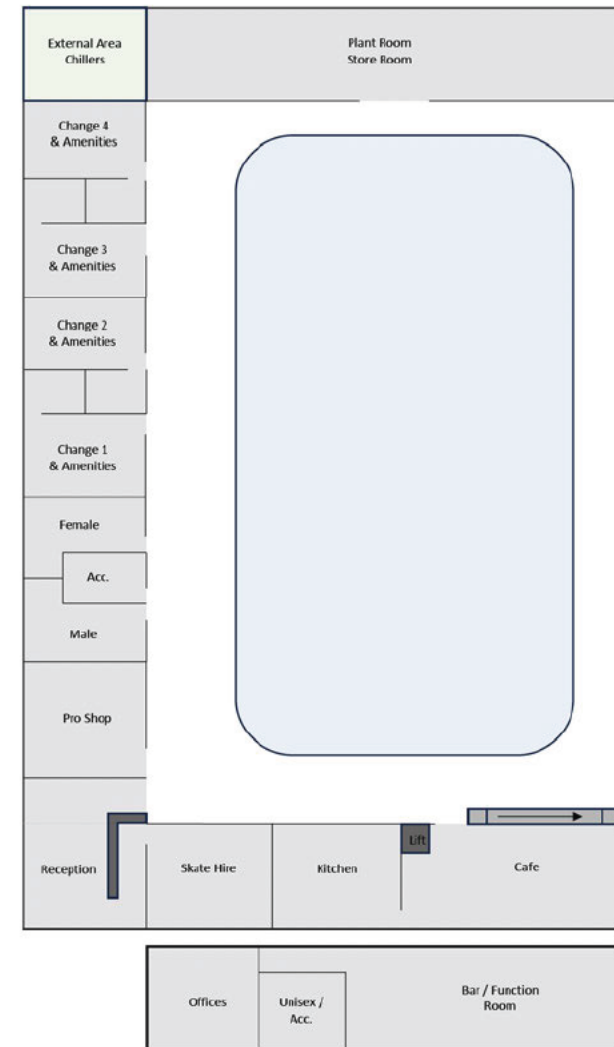 External Area
Chillers
Plant Room
Store Room
Change 4
& Amenities
Change 3
& Amenities
Change 2
& Amenities
Change 1
& Amenities
Female
Acc.
Male
Pro Shop
Reception
Skate Hire
Kitchen
Lift
Cafe
Offices
Unisex /
Acc.
Bar / Function
Room